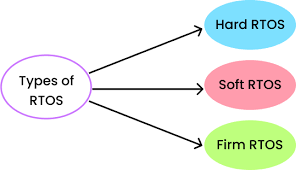 Types of
RTOS
Hard RTOS
Soft RTOS
Firm RTOS